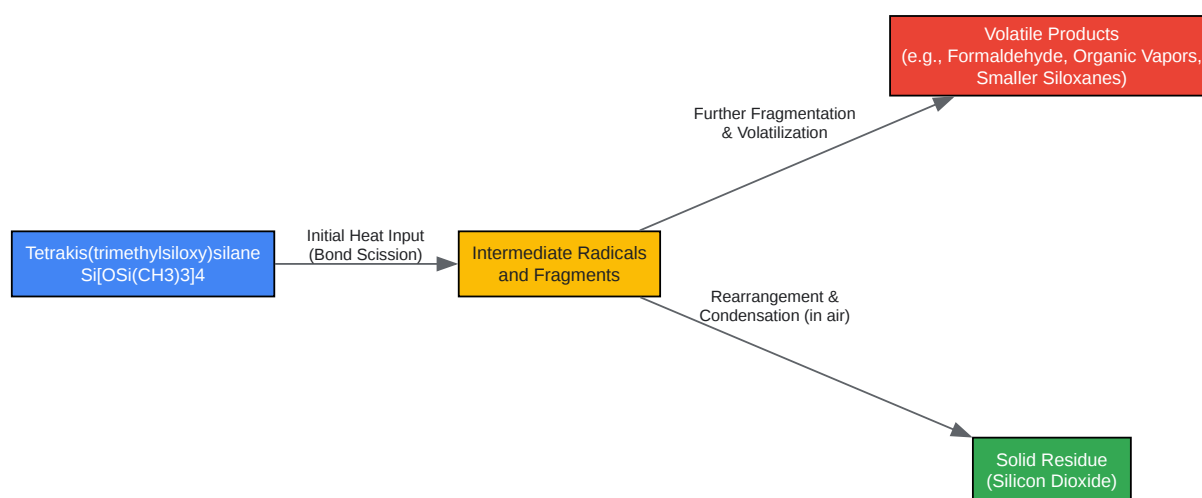 Volatile Products
(e.g., Formaldehyde, Organic Vapors,
Smaller Siloxanes)
Further Fragmentation
& Volatilization
Tetrakis(trimethylsiloxy)silane
Si[OSi(CH3)3]4
Initial Heat Input
(Bond Scission)
Intermediate Radicals
and Fragments
Rearrangement &
Condensation (in air)
Solid Residue
(Silicon Dioxide)